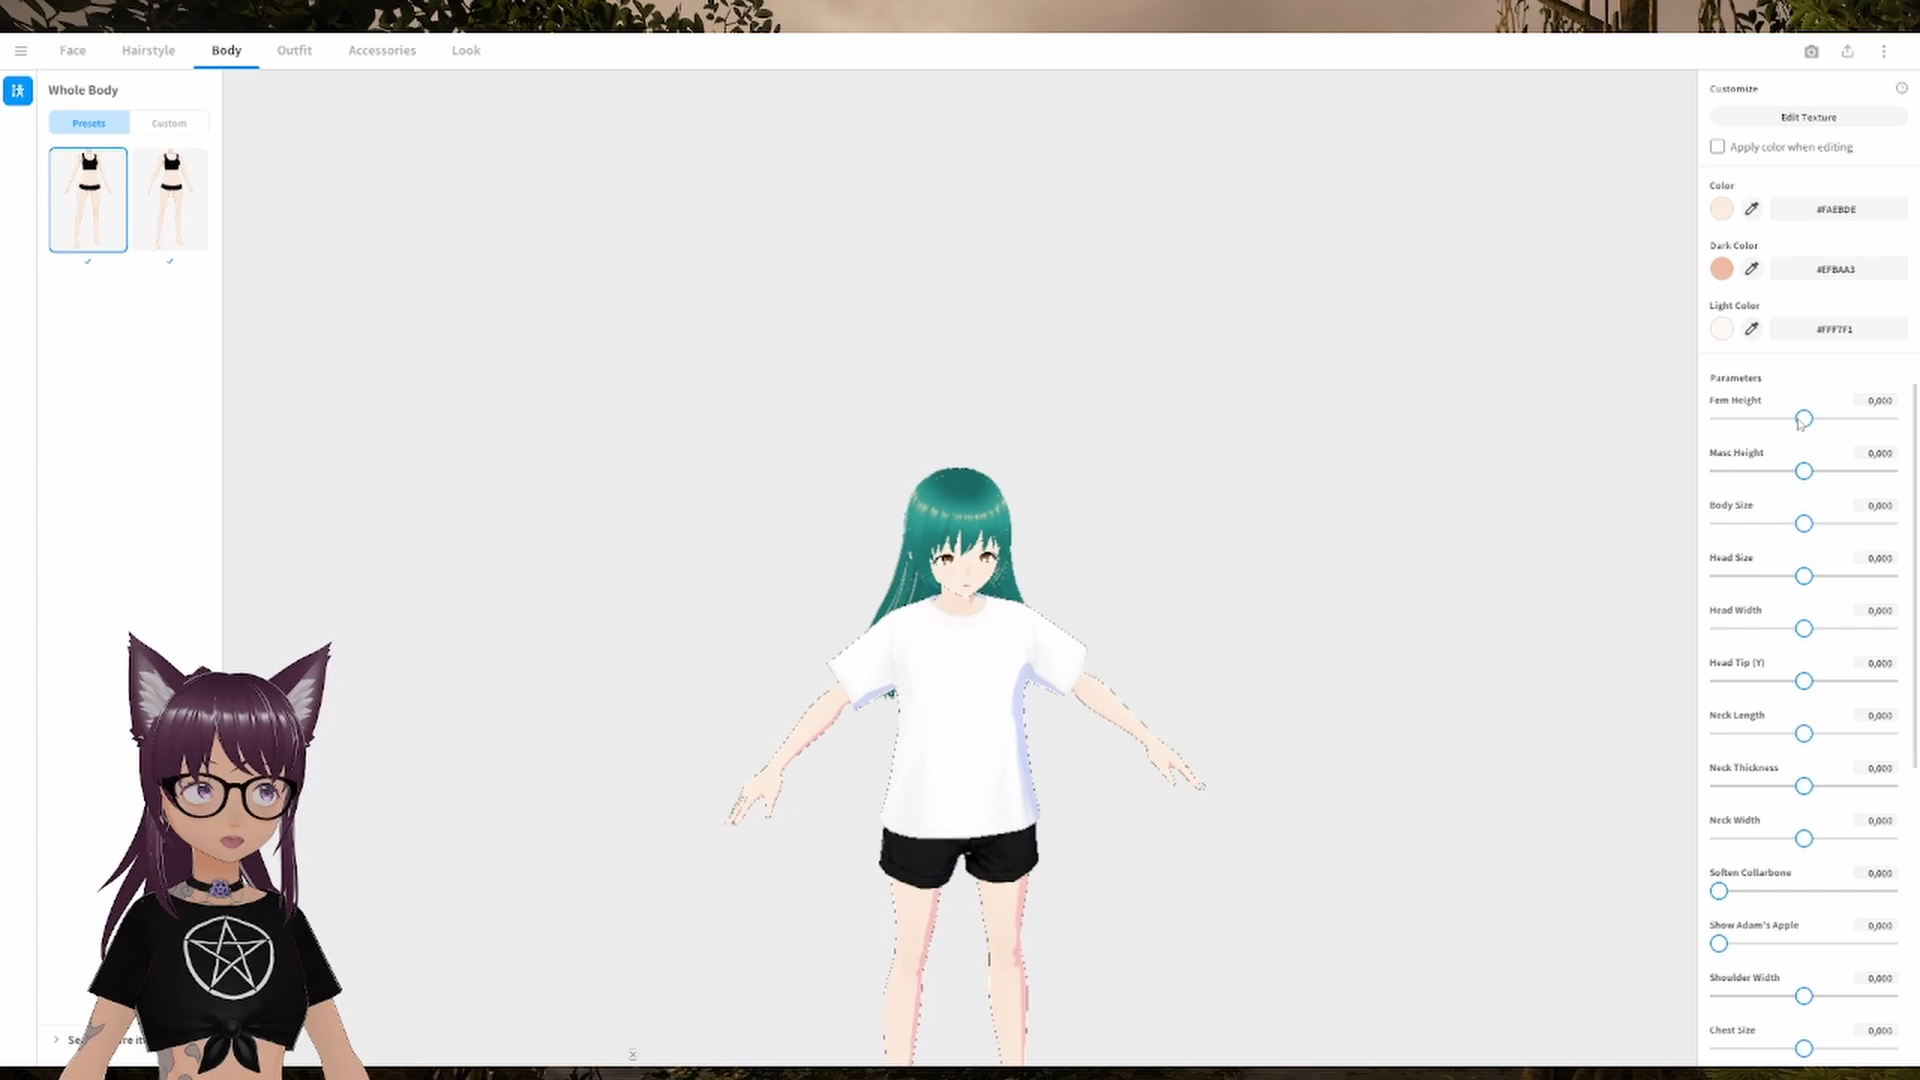 Face Hairstyle Body Outfit Accessories Look
Whole Body
Presets Custom
Customize
Edit Texture
Apply color when editing
Color
#FAEBDE
Dark Color
#EFBAA3
Light Color
#FFF7F1
Parameters
Fem Height 0,000
Masc Height 0,000
Body Size 0,000
Head Size 0,000
Head Width 0,000
Head Tip (Y) 0,000
Neck Length 0,000
Neck Thickness 0,000
Neck Width 0,000
Soften Collarbone 0,000
Show Adam's Apple 0,000
Shoulder Width 0,000
Chest Size 0,000